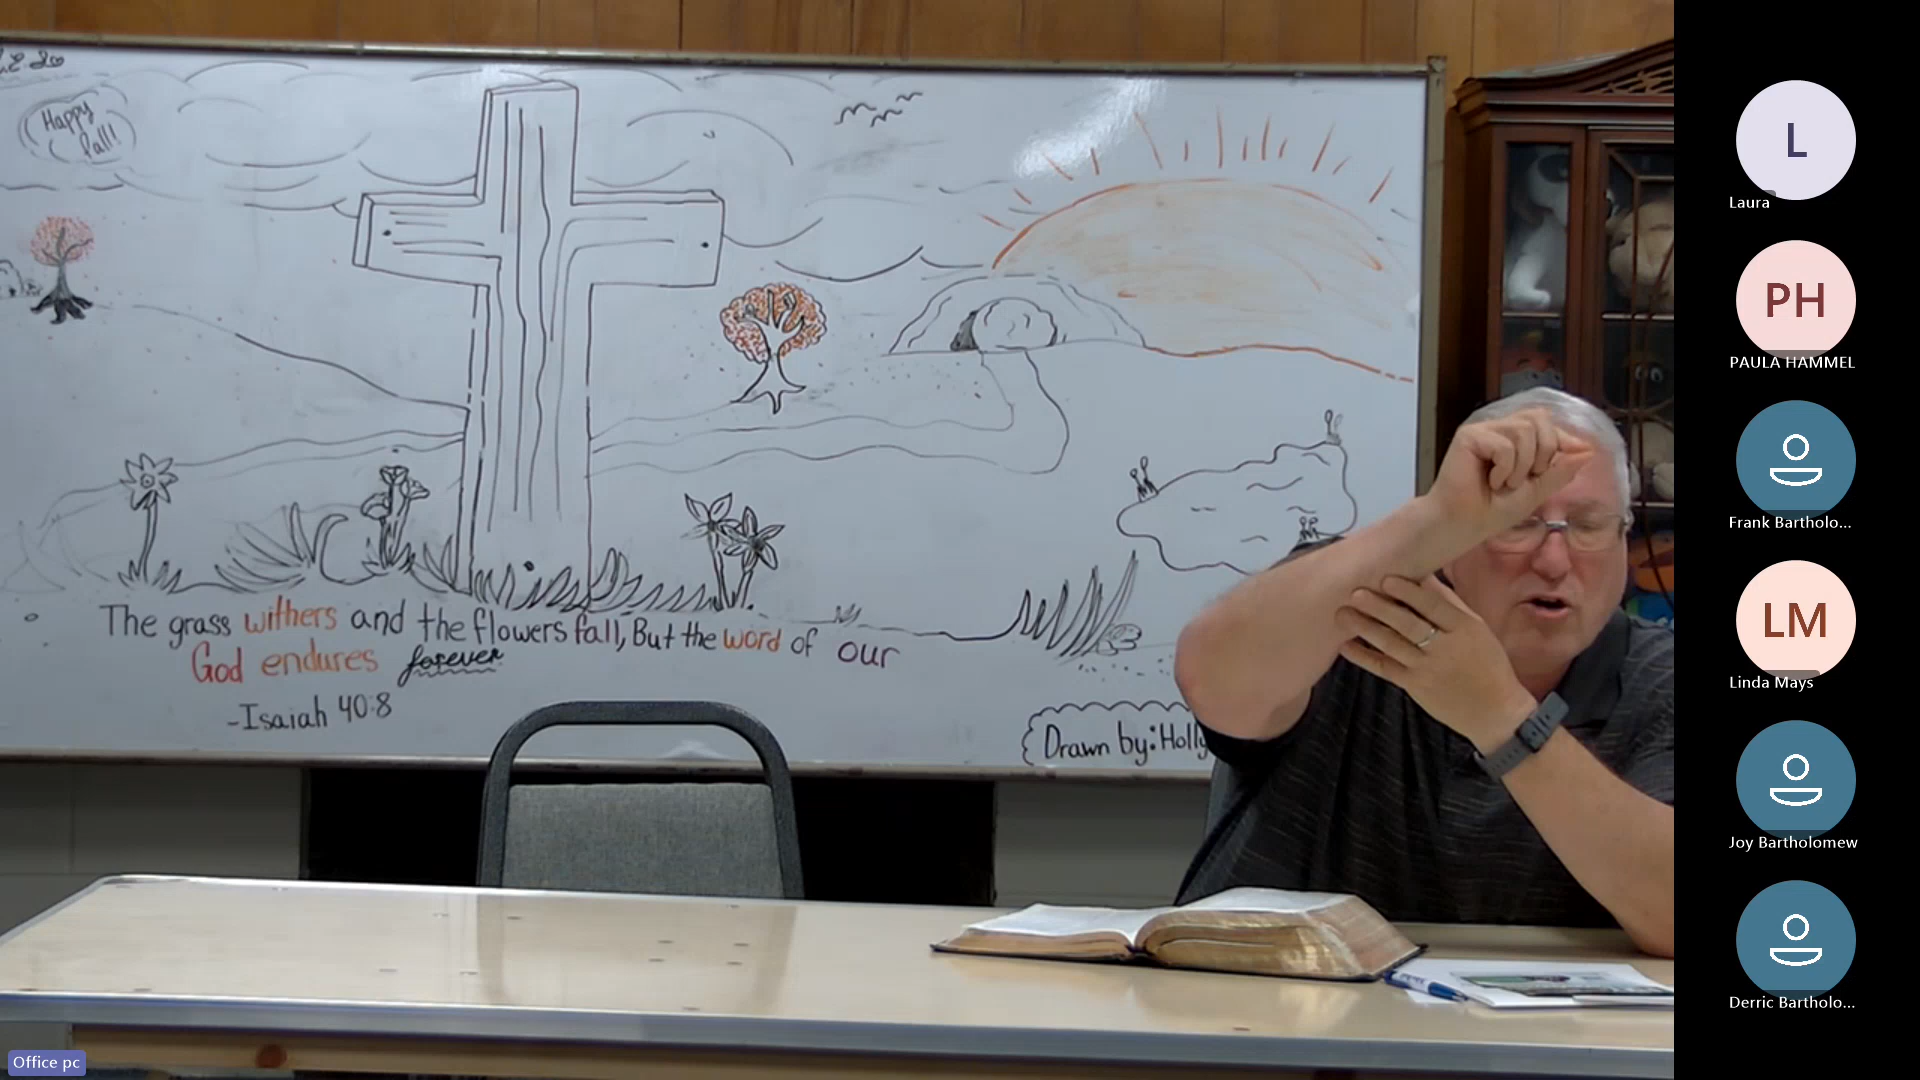 Happy
fall!
The grass withers and the flowers fall, But the word of our
God endures forever
-Isaiah 40:8
Drawn by: Holly
L
Laura
PH
PAULA HAMMEL
Frank Bartholo...
LM
Linda Mays
Joy Bartholomew
Derric Bartholo...
Office pc